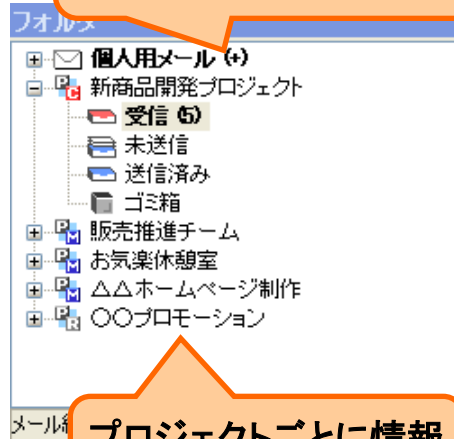 フォルダ
個人用メール (+)
新商品開発プロジェクト
受信 (5)
未送信
送信済み
ゴミ箱
販売推進チーム
お気楽休憩室
△△ホームページ制作
○○プロモーション
メール
プロジェクトごとに情報